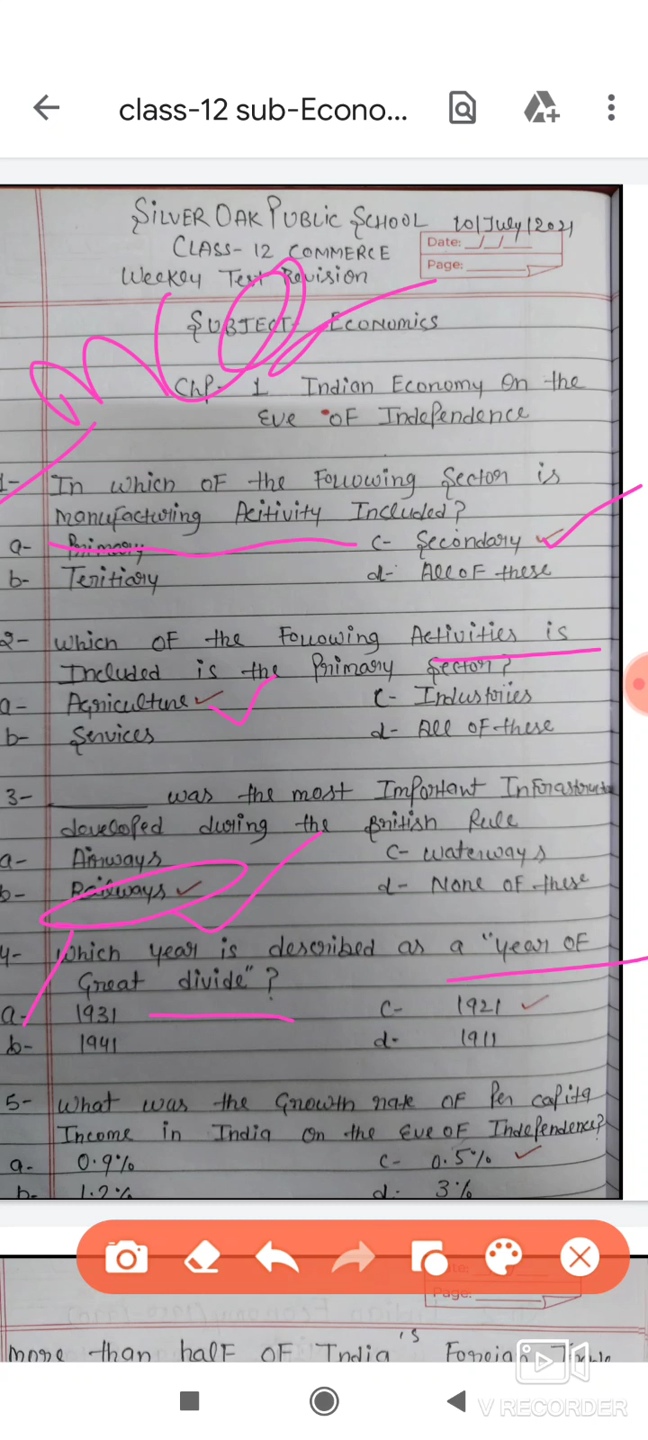 class-12 sub-Econo...
SILVER OAK PUBLIC SCHOOL 10/July/2021
CLASS-12 COMMERCE
Date: _/_/_
Page:
Weekey Test Revision
SUBJECT- ECONOMICS
Chp- 1 Indian Economy On the
Eve OF Independence
1- In which OF the Following Sector is
Manufacturing Acitivity Included?
a- Primary c- Secondary
b- Teritiary d- All OF these
2- Which OF the Following Activities is
Included is the Primary Sector?
a- Agriculture c- Industories
b- Services d- All OF these
3- ______ was the most Important
developed during the British Rule
a- Airways c- Waterways
b- Railways d- None OF these
4- Which year is described as a "year OF
Great divide"?
a- 1931 c- 1921
b- 1941 d- 1911
5- What was the Growth rate OF Per capita
Income in India On the Eve OF Independence?
a- 0.9% c- 0.5%
b- 1.2% d- 3%
Page:
more than half OF India's Foreign
V RECORDER